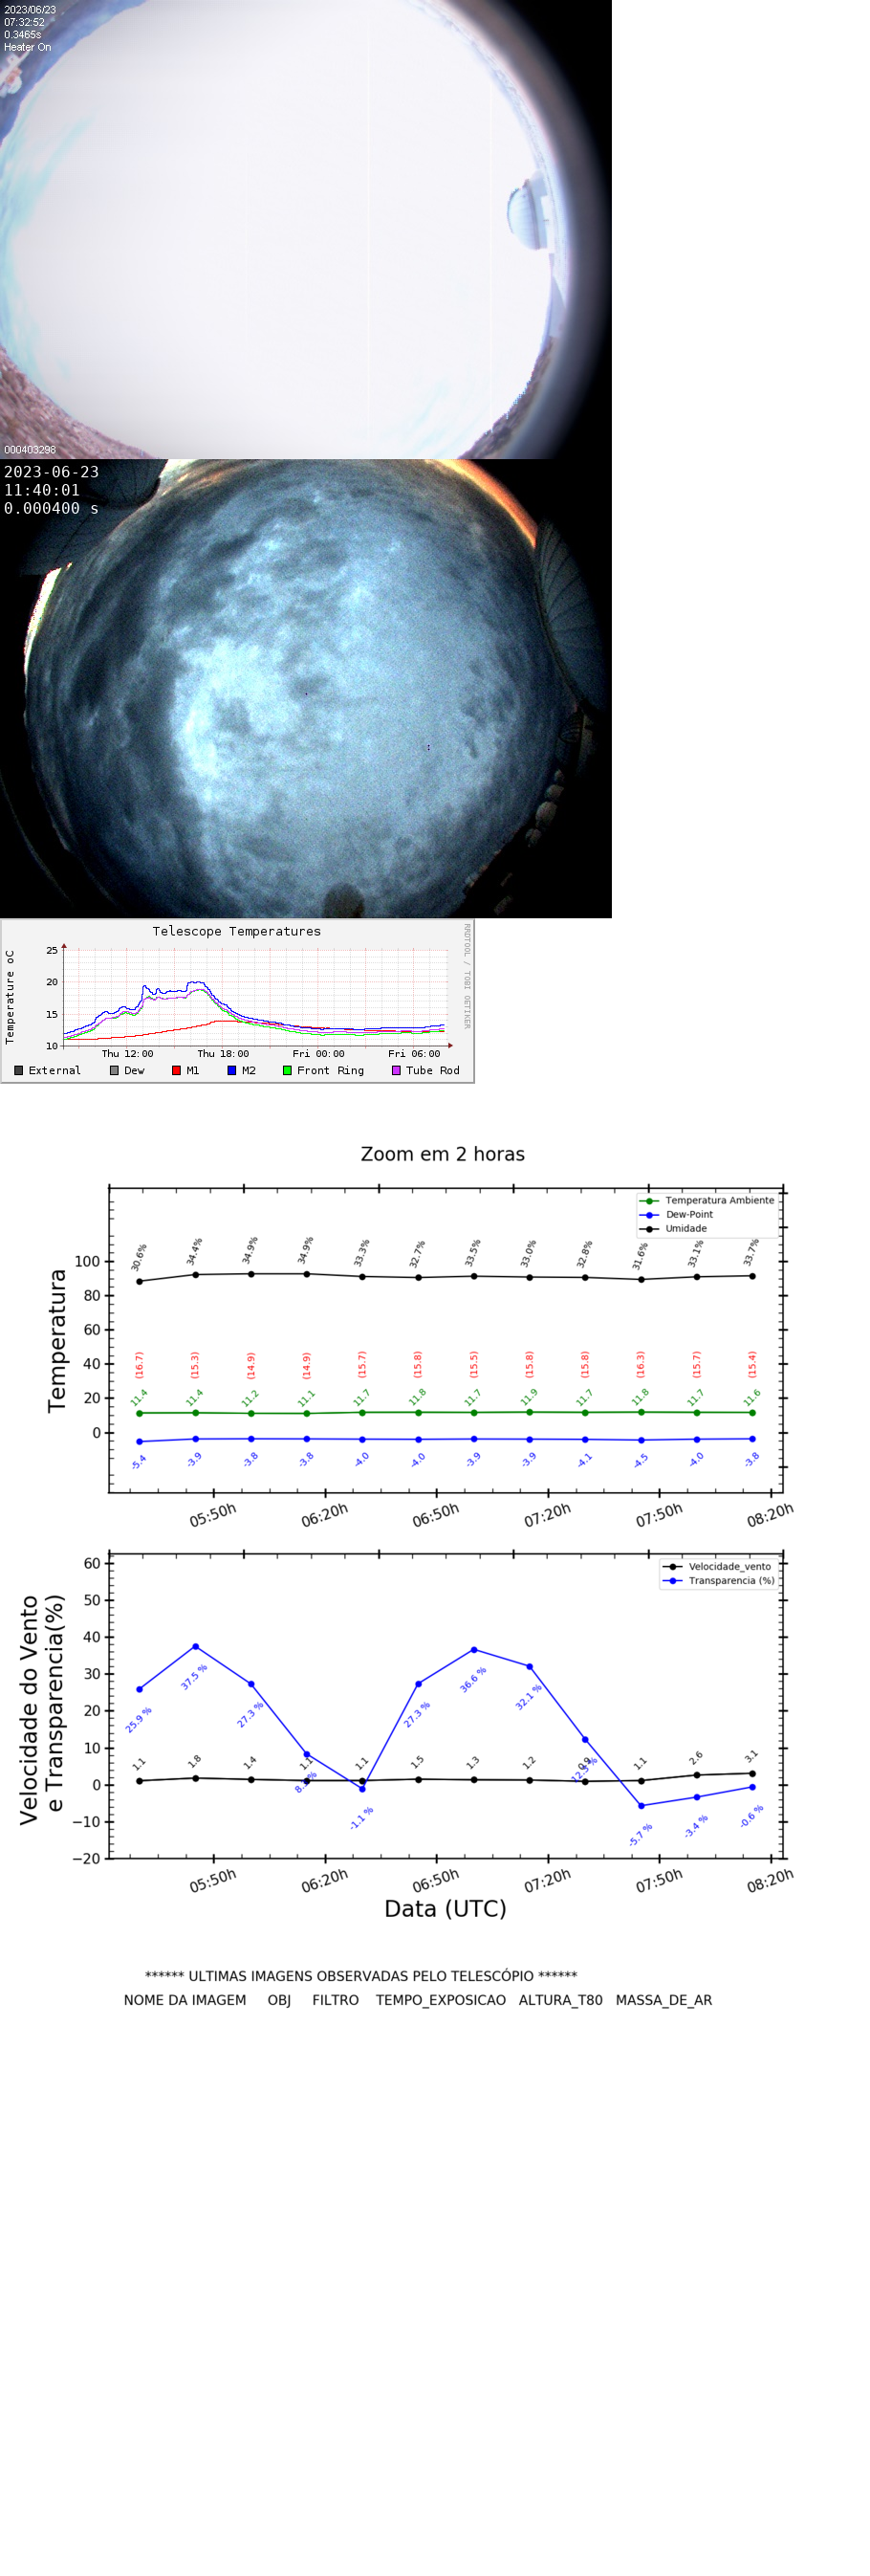 2023/06/23
07:32:52
0.3465s
Heater On
000403298
2023-06-23
11:40:01
0.000400 s
Telescope Temperatures
RRDTOOL / TOBI OETIKER
Temperature oC
25
20
15
10
Thu 12:00 Thu 18:00 Fri 00:00 Fri 06:00
External Dew M1 M2 Front Ring Tube Rod
Zoom em 2 horas
Temperatura Ambiente
Dew-Point
Umidade
Temperatura
100
80
60
40
20
0
30.6% 34.4% 34.9% 34.9% 33.3% 32.7% 33.5% 33.0% 32.8% 31.6% 33.1% 33.7%
(16.7) (15.3) (14.9) (14.9) (15.7) (15.8) (15.5) (15.8) (15.8) (16.3) (15.7) (15.4)
11.4 11.4 11.2 11.1 11.7 11.8 11.7 11.9 11.7 11.8 11.7 11.6
-5.4 -3.9 -3.8 -3.8 -4.0 -4.0 -3.9 -3.9 -4.1 -4.5 -4.0 -3.8
05:50h 06:20h 06:50h 07:20h 07:50h 08:20h
Velocidade_vento
Transparencia (%)
Velocidade do Vento
e Transparencia(%)
60
50
40
30
20
10
0
−10
−20
1.1 1.8 1.4 1.1 1.1 1.5 1.3 1.2 0.9 1.1 2.6 3.1
25.9 % 37.5 % 27.3 % -1.1 % 27.3 % 36.6 % 32.1 % -5.7 % -3.4 % -0.6 %
05:50h 06:20h 06:50h 07:20h 07:50h 08:20h
Data (UTC)
****** ULTIMAS IMAGENS OBSERVADAS PELO TELESCÓPIO ******
NOME DA IMAGEM OBJ FILTRO TEMPO_EXPOSICAO ALTURA_T80 MASSA_DE_AR